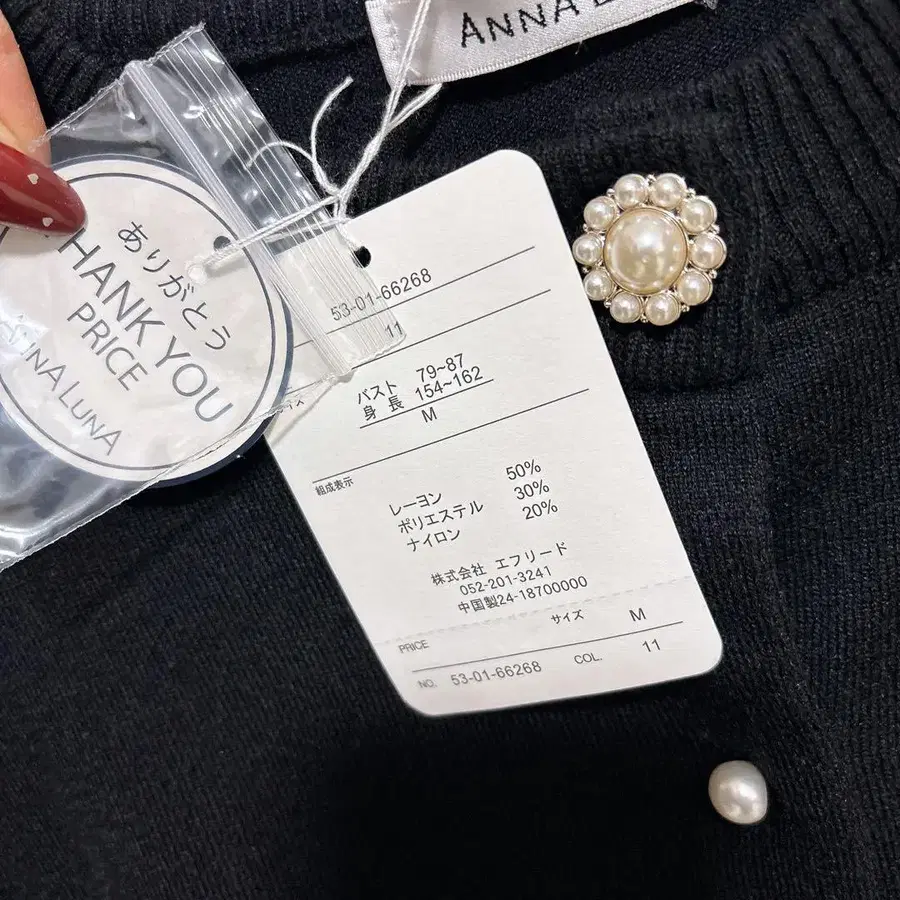 ANNA
ありがとう
THANK YOU
PRICE
ANNA LUNA
53-01-66268
11
バスト 79~87
身長 154~162
M
組成表示
レーヨン 50%
ポリエステル 30%
ナイロン 20%
株式会社 エフリード
052-201-3241
中国製24-18700000
PRICE サイズ M
NO. 53-01-66268 COL. 11